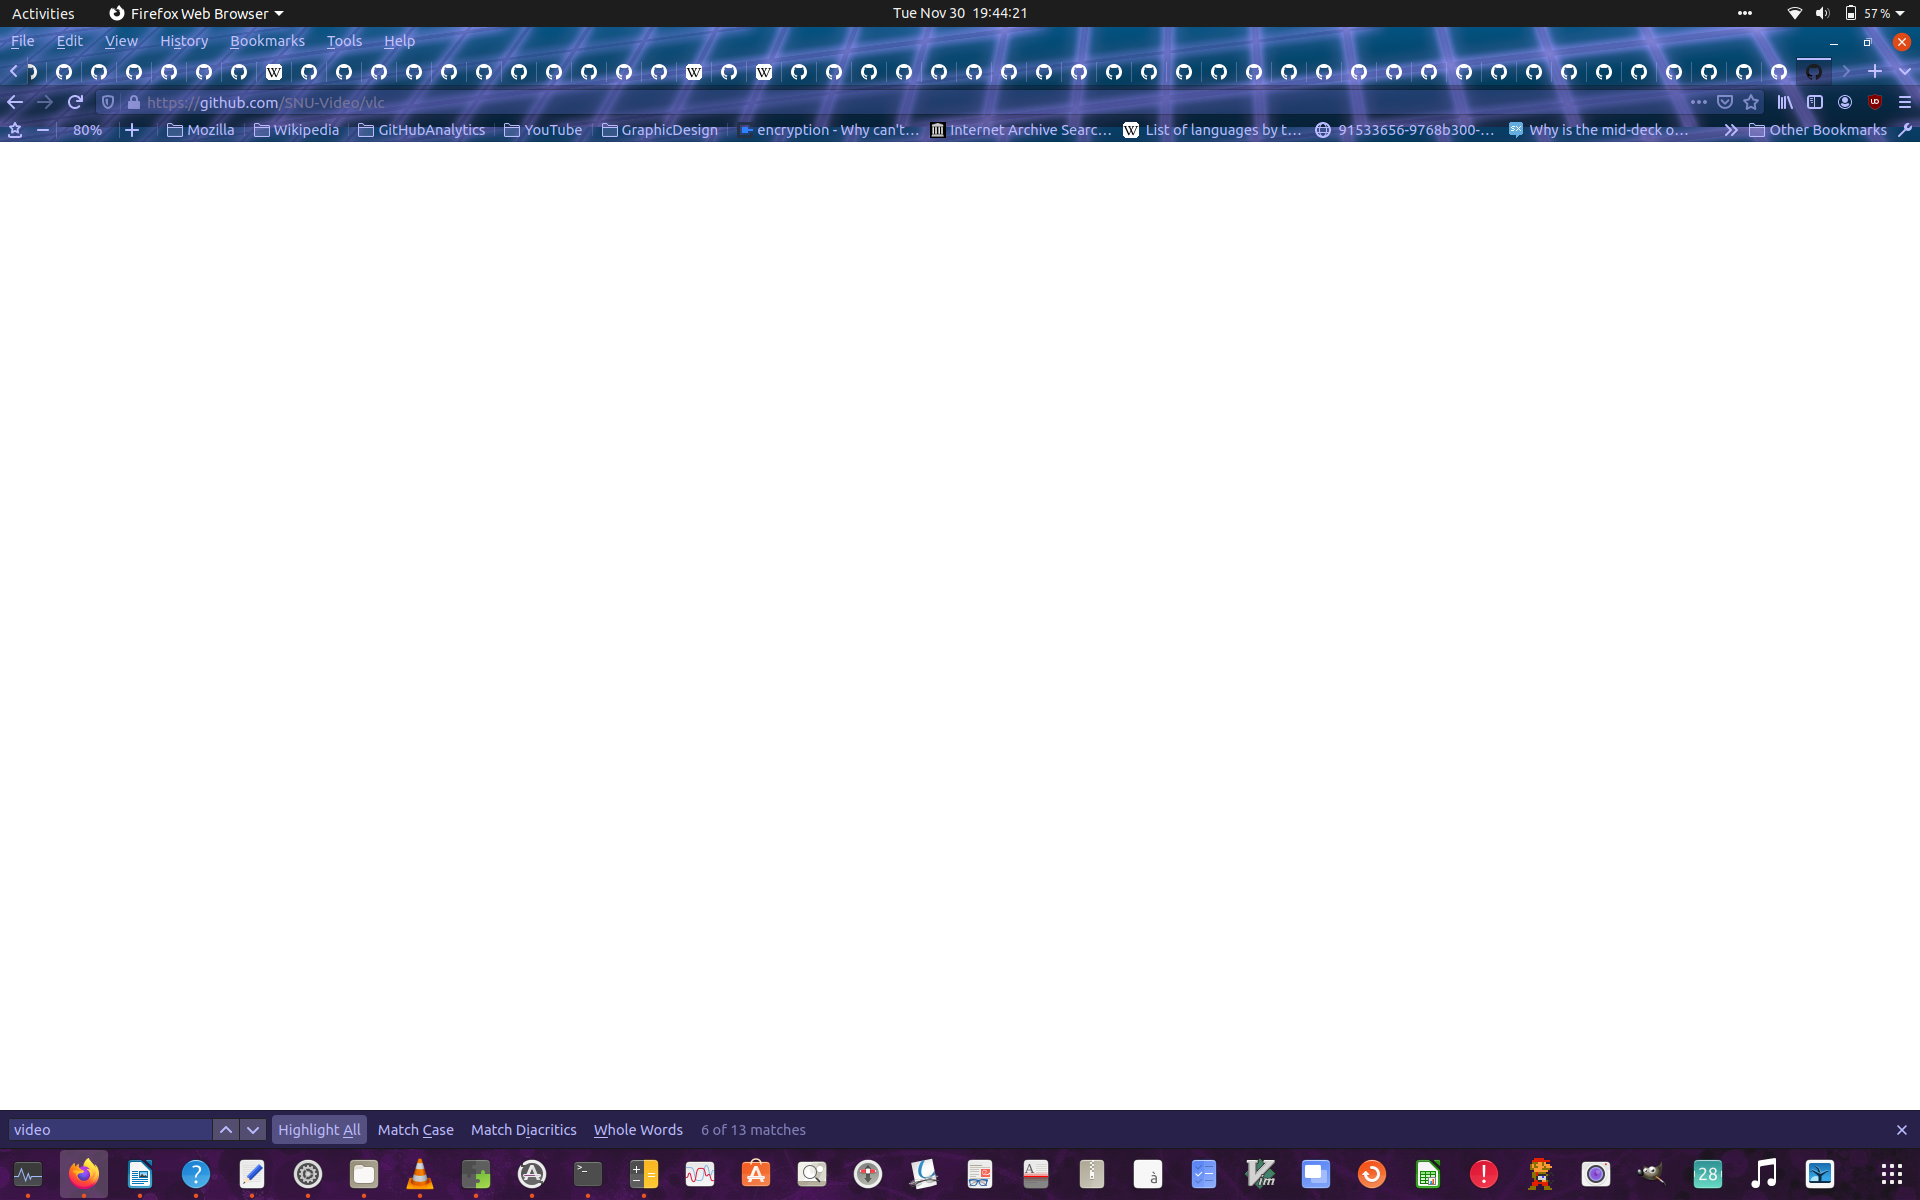 Activities Firefox Web Browser Tue Nov 30 19:44:21 57%
File Edit View History Bookmarks Tools Help
https://github.com/SNU-Video/vlc
80% Mozilla Wikipedia GitHubAnalytics YouTube GraphicDesign encryption - Why can't… Internet Archive Searc… List of languages by t… 91533656-9768b300-… Why is the mid-deck o… Other Bookmarks
video Highlight All Match Case Match Diacritics Whole Words 6 of 13 matches
28